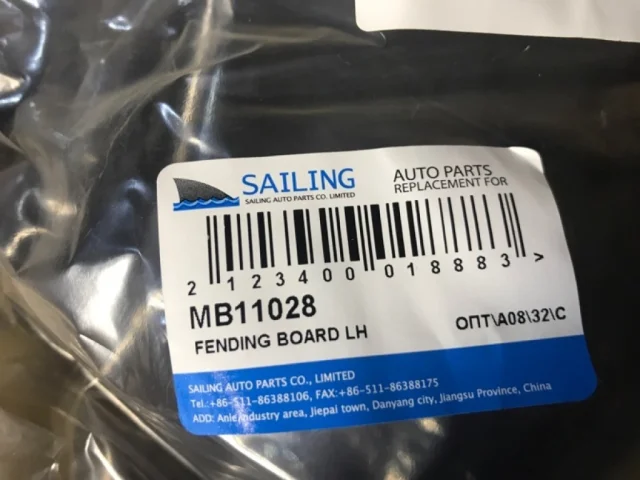 SAILING
SAILING AUTO PARTS CO. LIMITED
AUTO PARTS
REPLACEMENT FOR
2 123400 018883 >
MB11028
FENDING BOARD LH
ОПТ\A08\32\C
SAILING AUTO PARTS CO., LIMITED
Tel.:+86-511-86388106, FAX:+86-511-86388175
ADD: Anle industry area, Jiepai town, Danyang city, Jiangsu Province, China